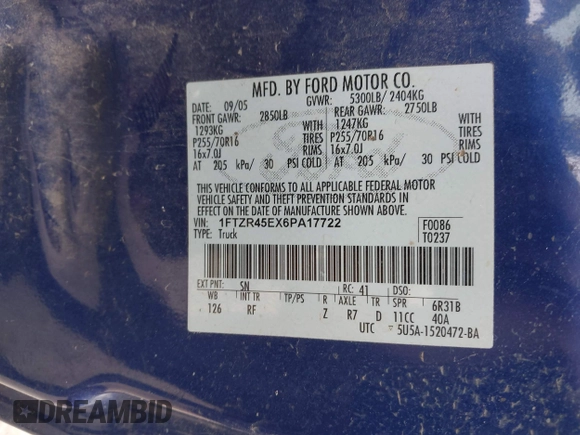 MFD. BY FORD MOTOR CO.
DATE: 09/05 GVWR: 5300LB/ 2404KG
FRONT GAWR: 2850LB REAR GAWR: 2750LB
1293KG WITH 1247KG WITH
P255/70R16 TIRES P255/70R16 TIRES
16x7.0J RIMS 16x7.0J RIMS
AT 205 kPa/ 30 PSI COLD AT 205 kPa/ 30 PSI COLD
THIS VEHICLE CONFORMS TO ALL APPLICABLE FEDERAL MOTOR
VEHICLE SAFETY AND THEFT PREVENTION STANDARDS IN
EFFECT ON THE DATE OF MANUFACTURE SHOWN ABOVE.
VIN: 1FTZR45EX6PA17722 F0086
TYPE: Truck T0237
EXT PNT: SN RC: 41 DSO:
WB INT TR TP/PS R AXLE TR SPR 6R31B
126 RF Z R7 D 11CC 40A
UTC 5U5A-1520472-BA
Ford
DREAMBID